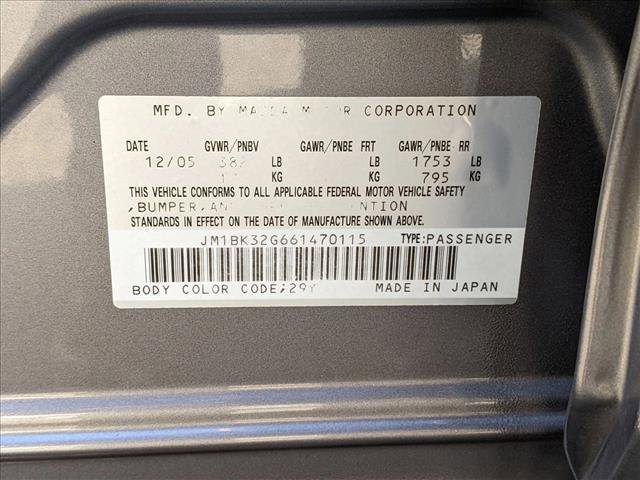 MFD. BY MAZDA MOTOR CORPORATION
DATE GVWR/PNBV GAWR/PNBE FRT GAWR/PNBE RR
12/05 LB LB 1753 LB
KG KG 795 KG
THIS VEHICLE CONFORMS TO ALL APPLICABLE FEDERAL MOTOR VEHICLE SAFETY
,BUMPER,
STANDARDS IN EFFECT ON THE DATE OF MANUFACTURE SHOWN ABOVE.
JM1BK32G661470115 TYPE:PASSENGER
BODY COLOR CODE;29Y MADE IN JAPAN